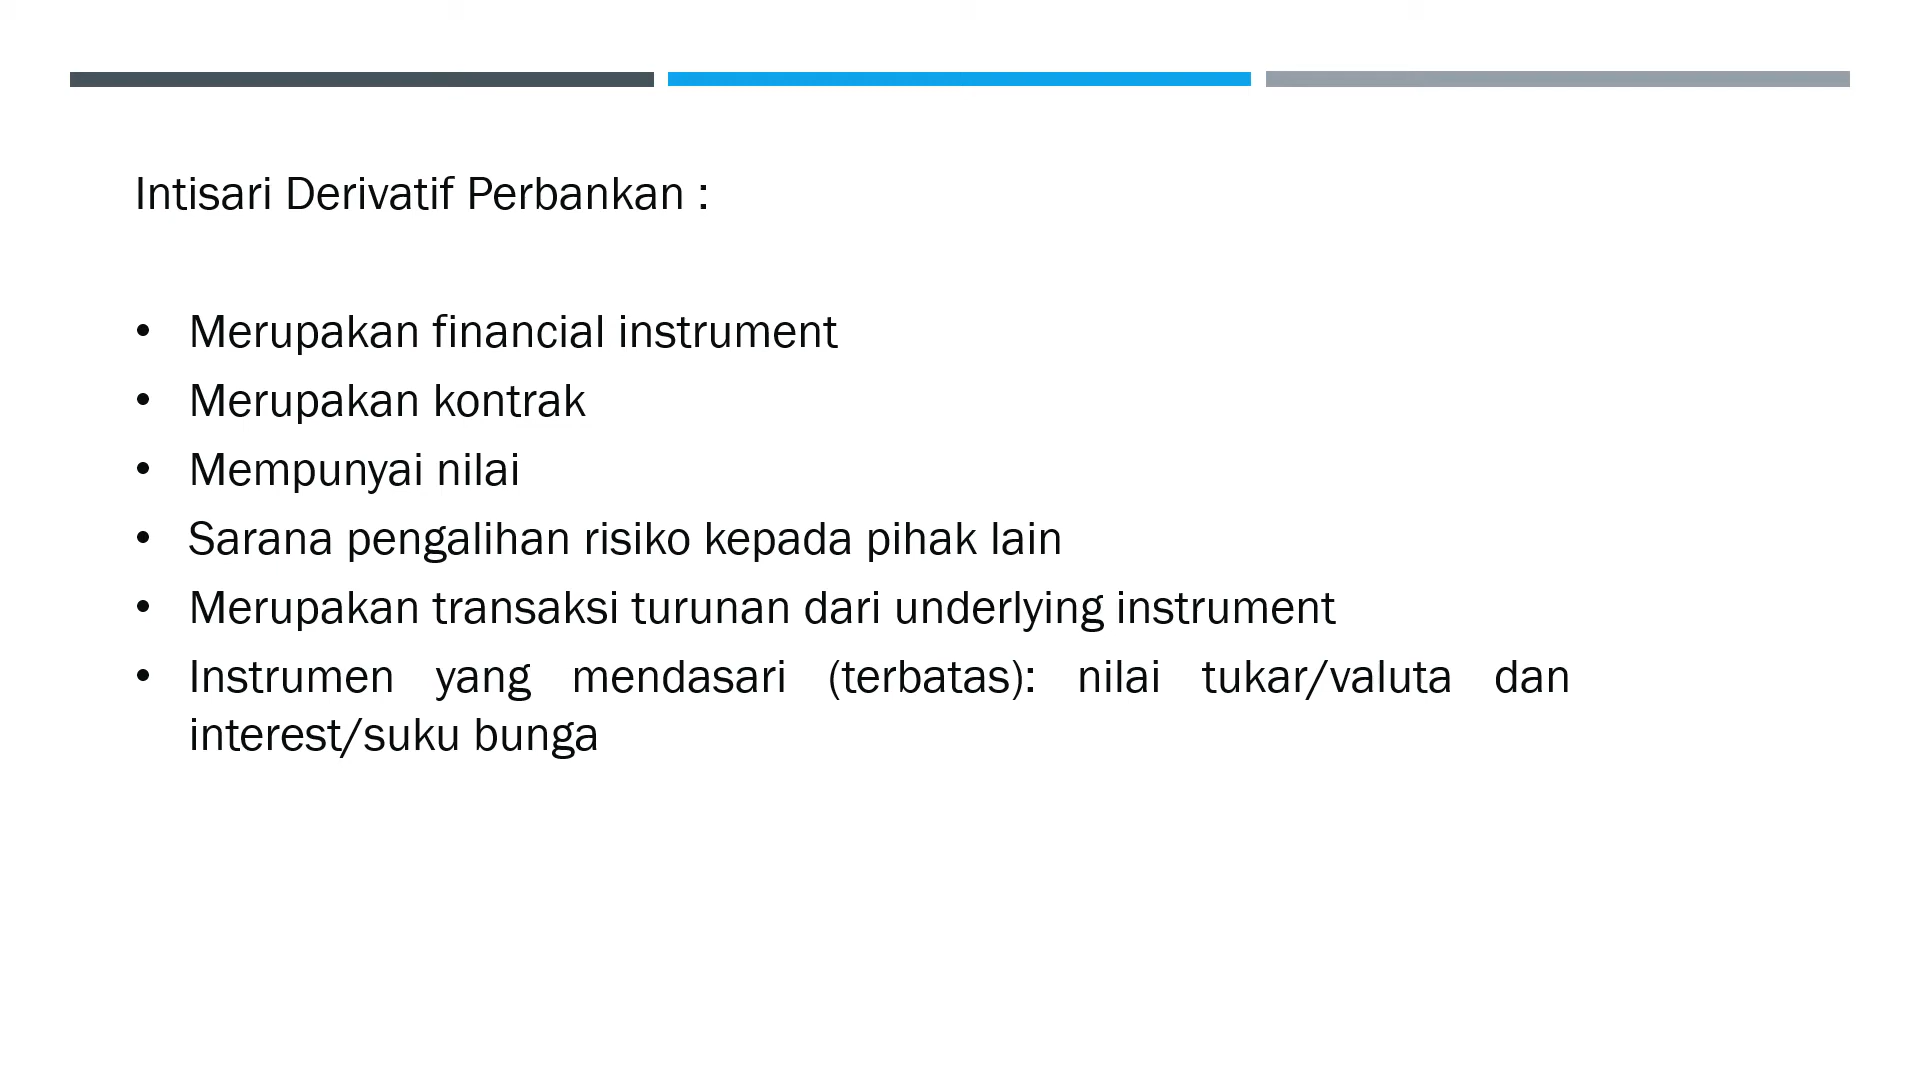 Intisari Derivatif Perbankan :
• Merupakan financial instrument
• Merupakan kontrak
• Mempunyai nilai
• Sarana pengalihan risiko kepada pihak lain
• Merupakan transaksi turunan dari underlying instrument
• Instrumen yang mendasari (terbatas): nilai tukar/valuta dan
interest/suku bunga